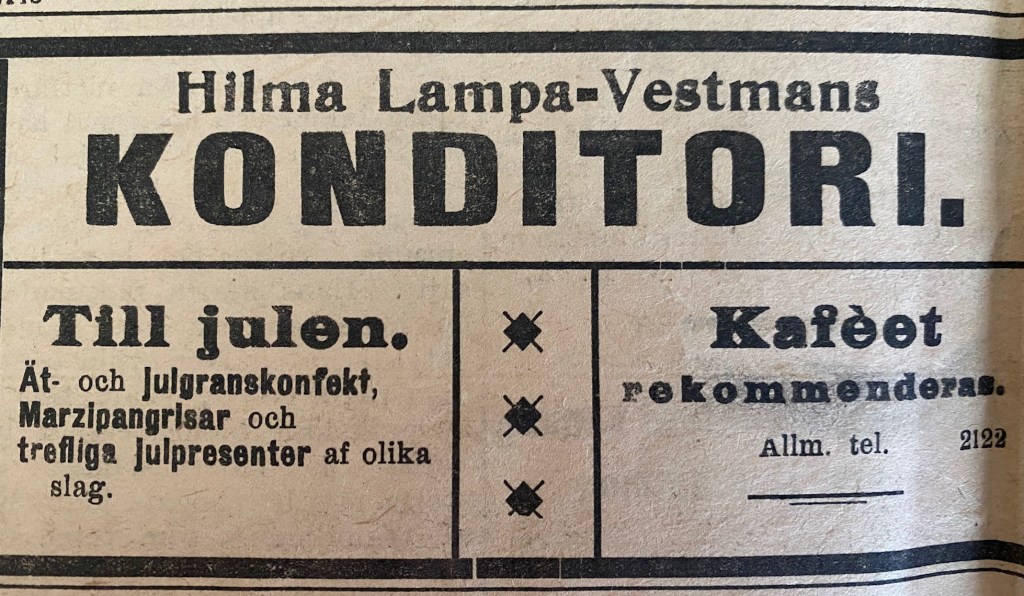 Hilma Lampa-Vestmans
KONDITORI.
Till julen.
Ät- och Julgranskonfekt,
Marzipangrisar och
trefliga Julpresenter af olika
slag.
Kafèet
rekommenderas.
Allm. tel. 2122